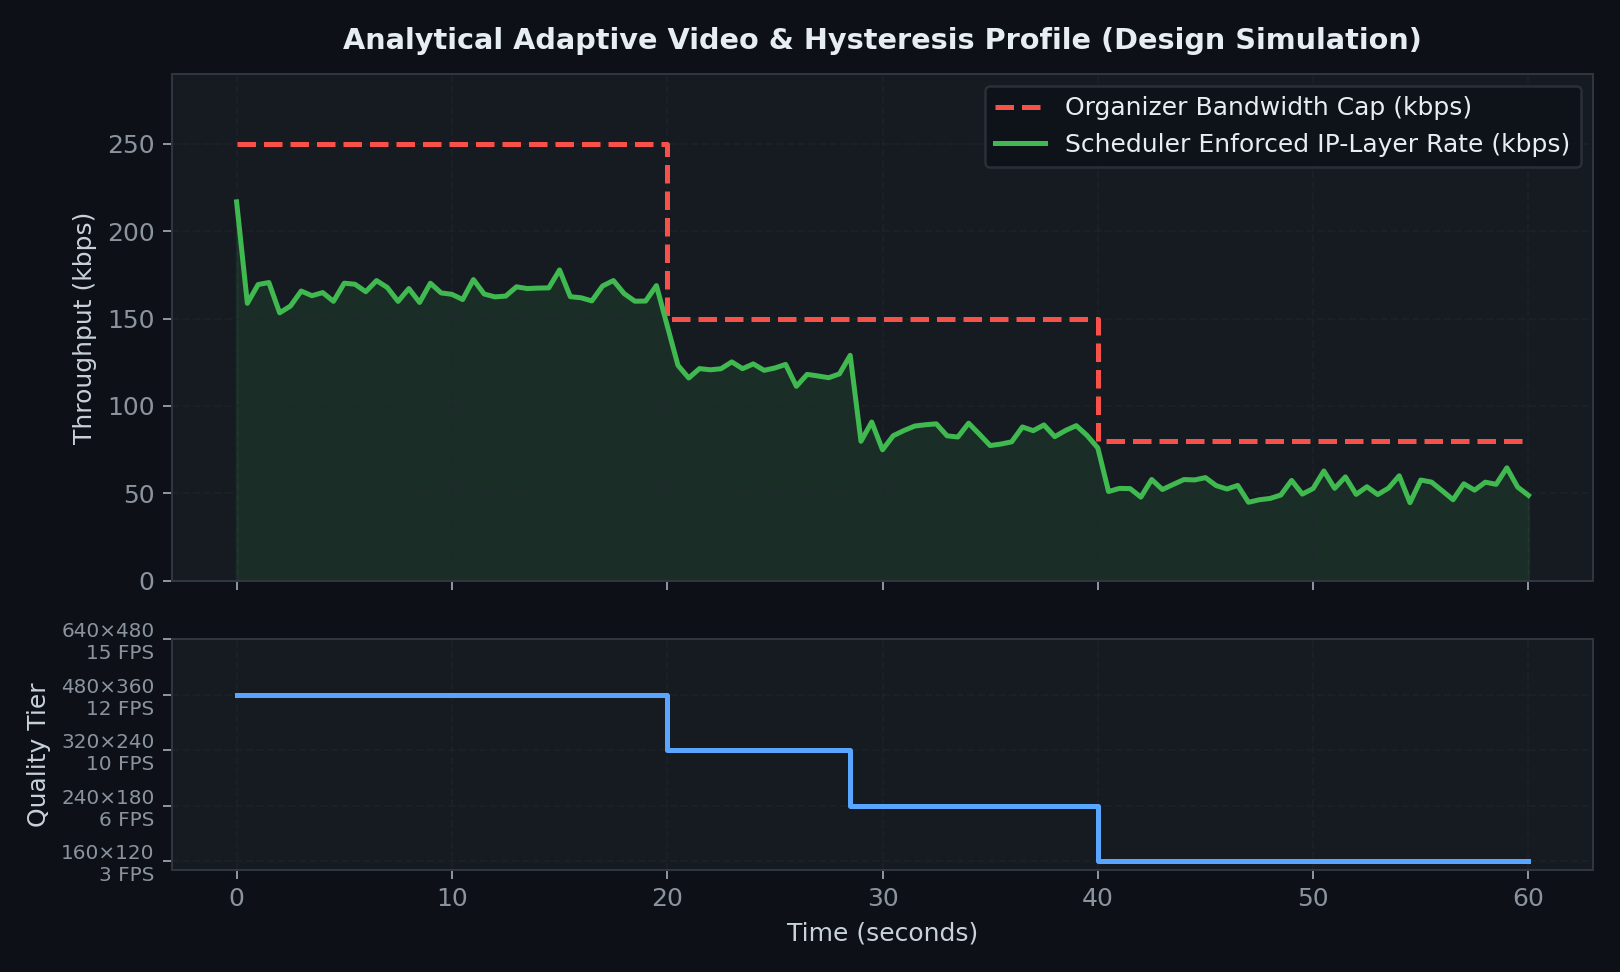 Analytical Adaptive Video & Hysteresis Profile (Design Simulation)
Organizer Bandwidth Cap (kbps)
Scheduler Enforced IP-Layer Rate (kbps)
Throughput (kbps)
250
200
150
100
50
0
Quality Tier
640×480
15 FPS
480×360
12 FPS
320×240
10 FPS
240×180
6 FPS
160×120
3 FPS
0 10 20 30 40 50 60
Time (seconds)